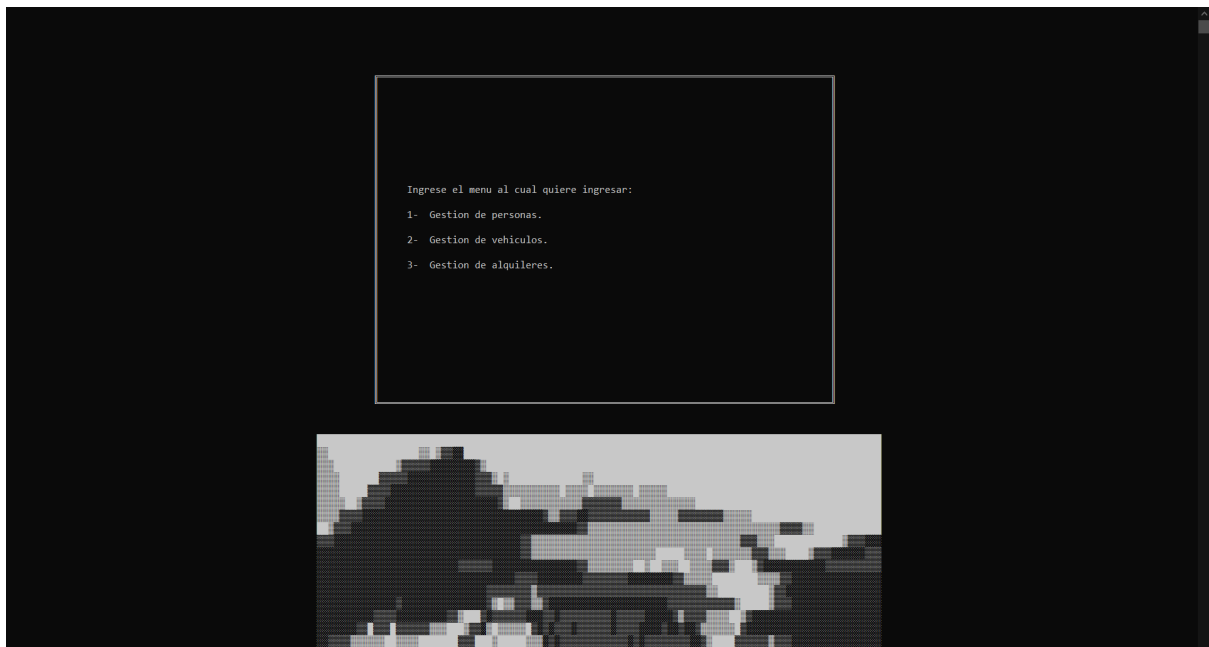 Ingrese el menu al cual quiere ingresar:
1-  Gestion de personas.
2-  Gestion de vehiculos.
3-  Gestion de alquileres.